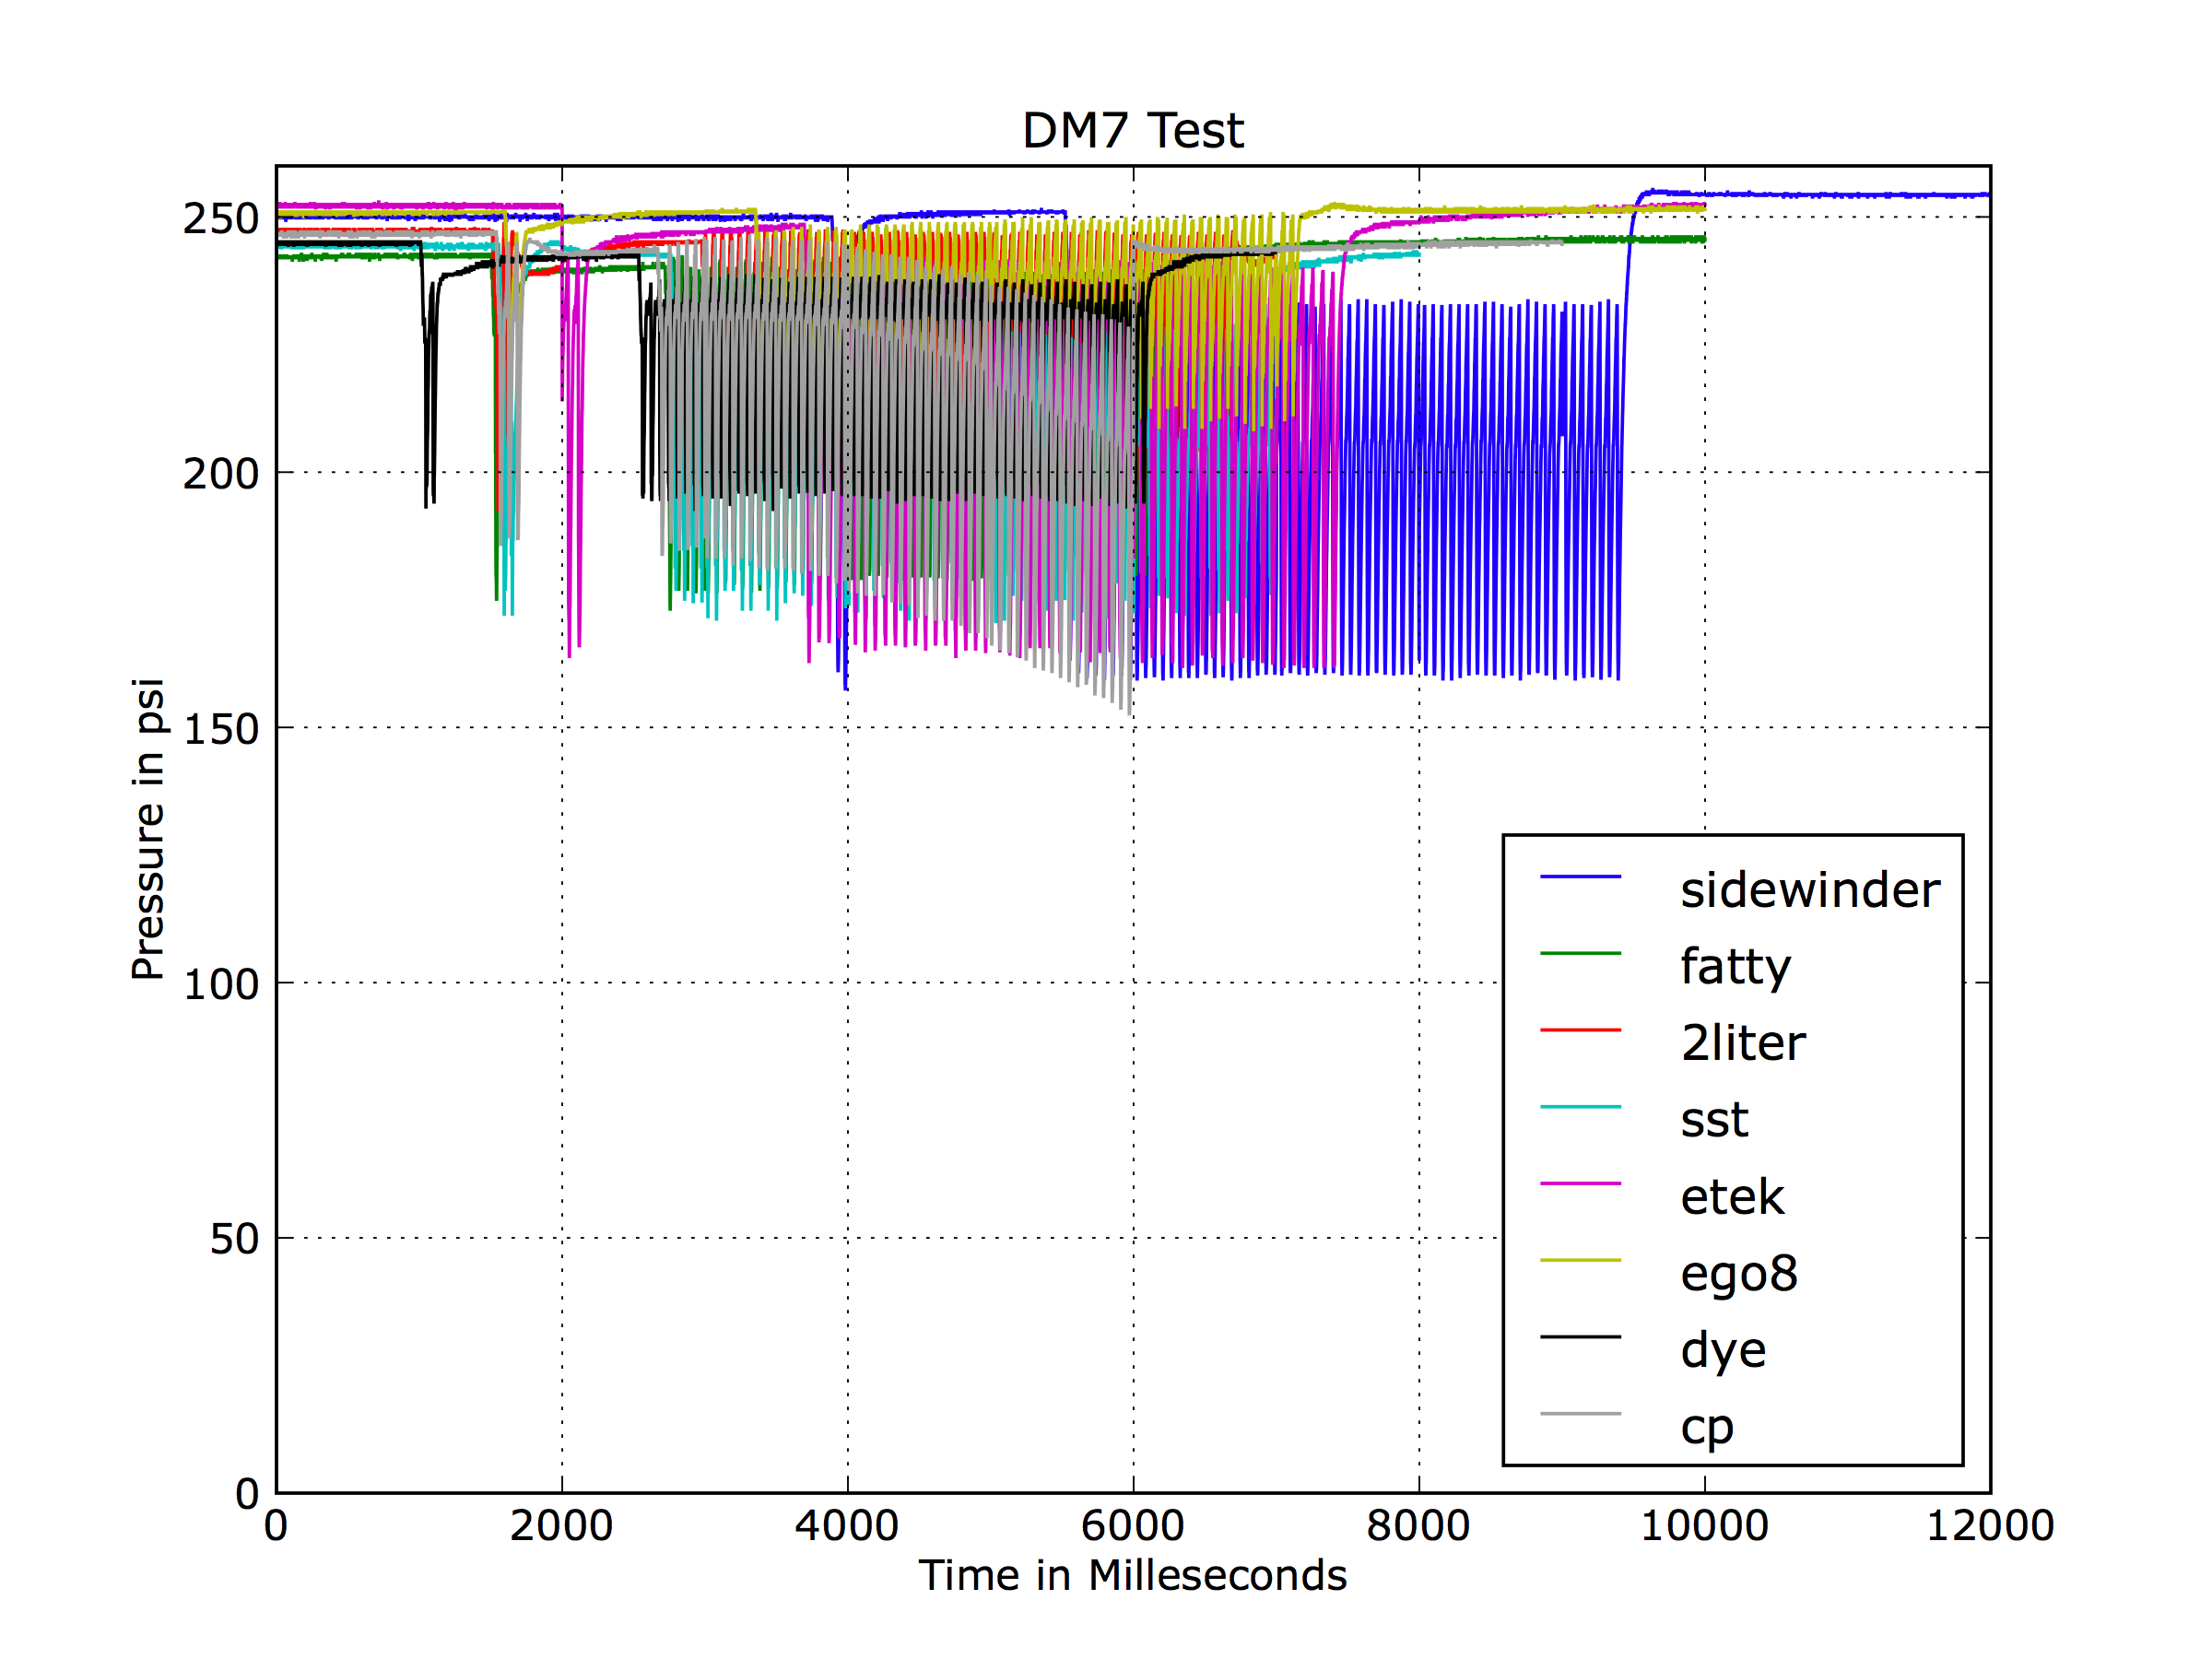 DM7 Test
250
200
150
100
50
0
Pressure in psi
0 2000 4000 6000 8000 10000 12000
Time in Milleseconds
sidewinder
fatty
2liter
sst
etek
ego8
dye
cp